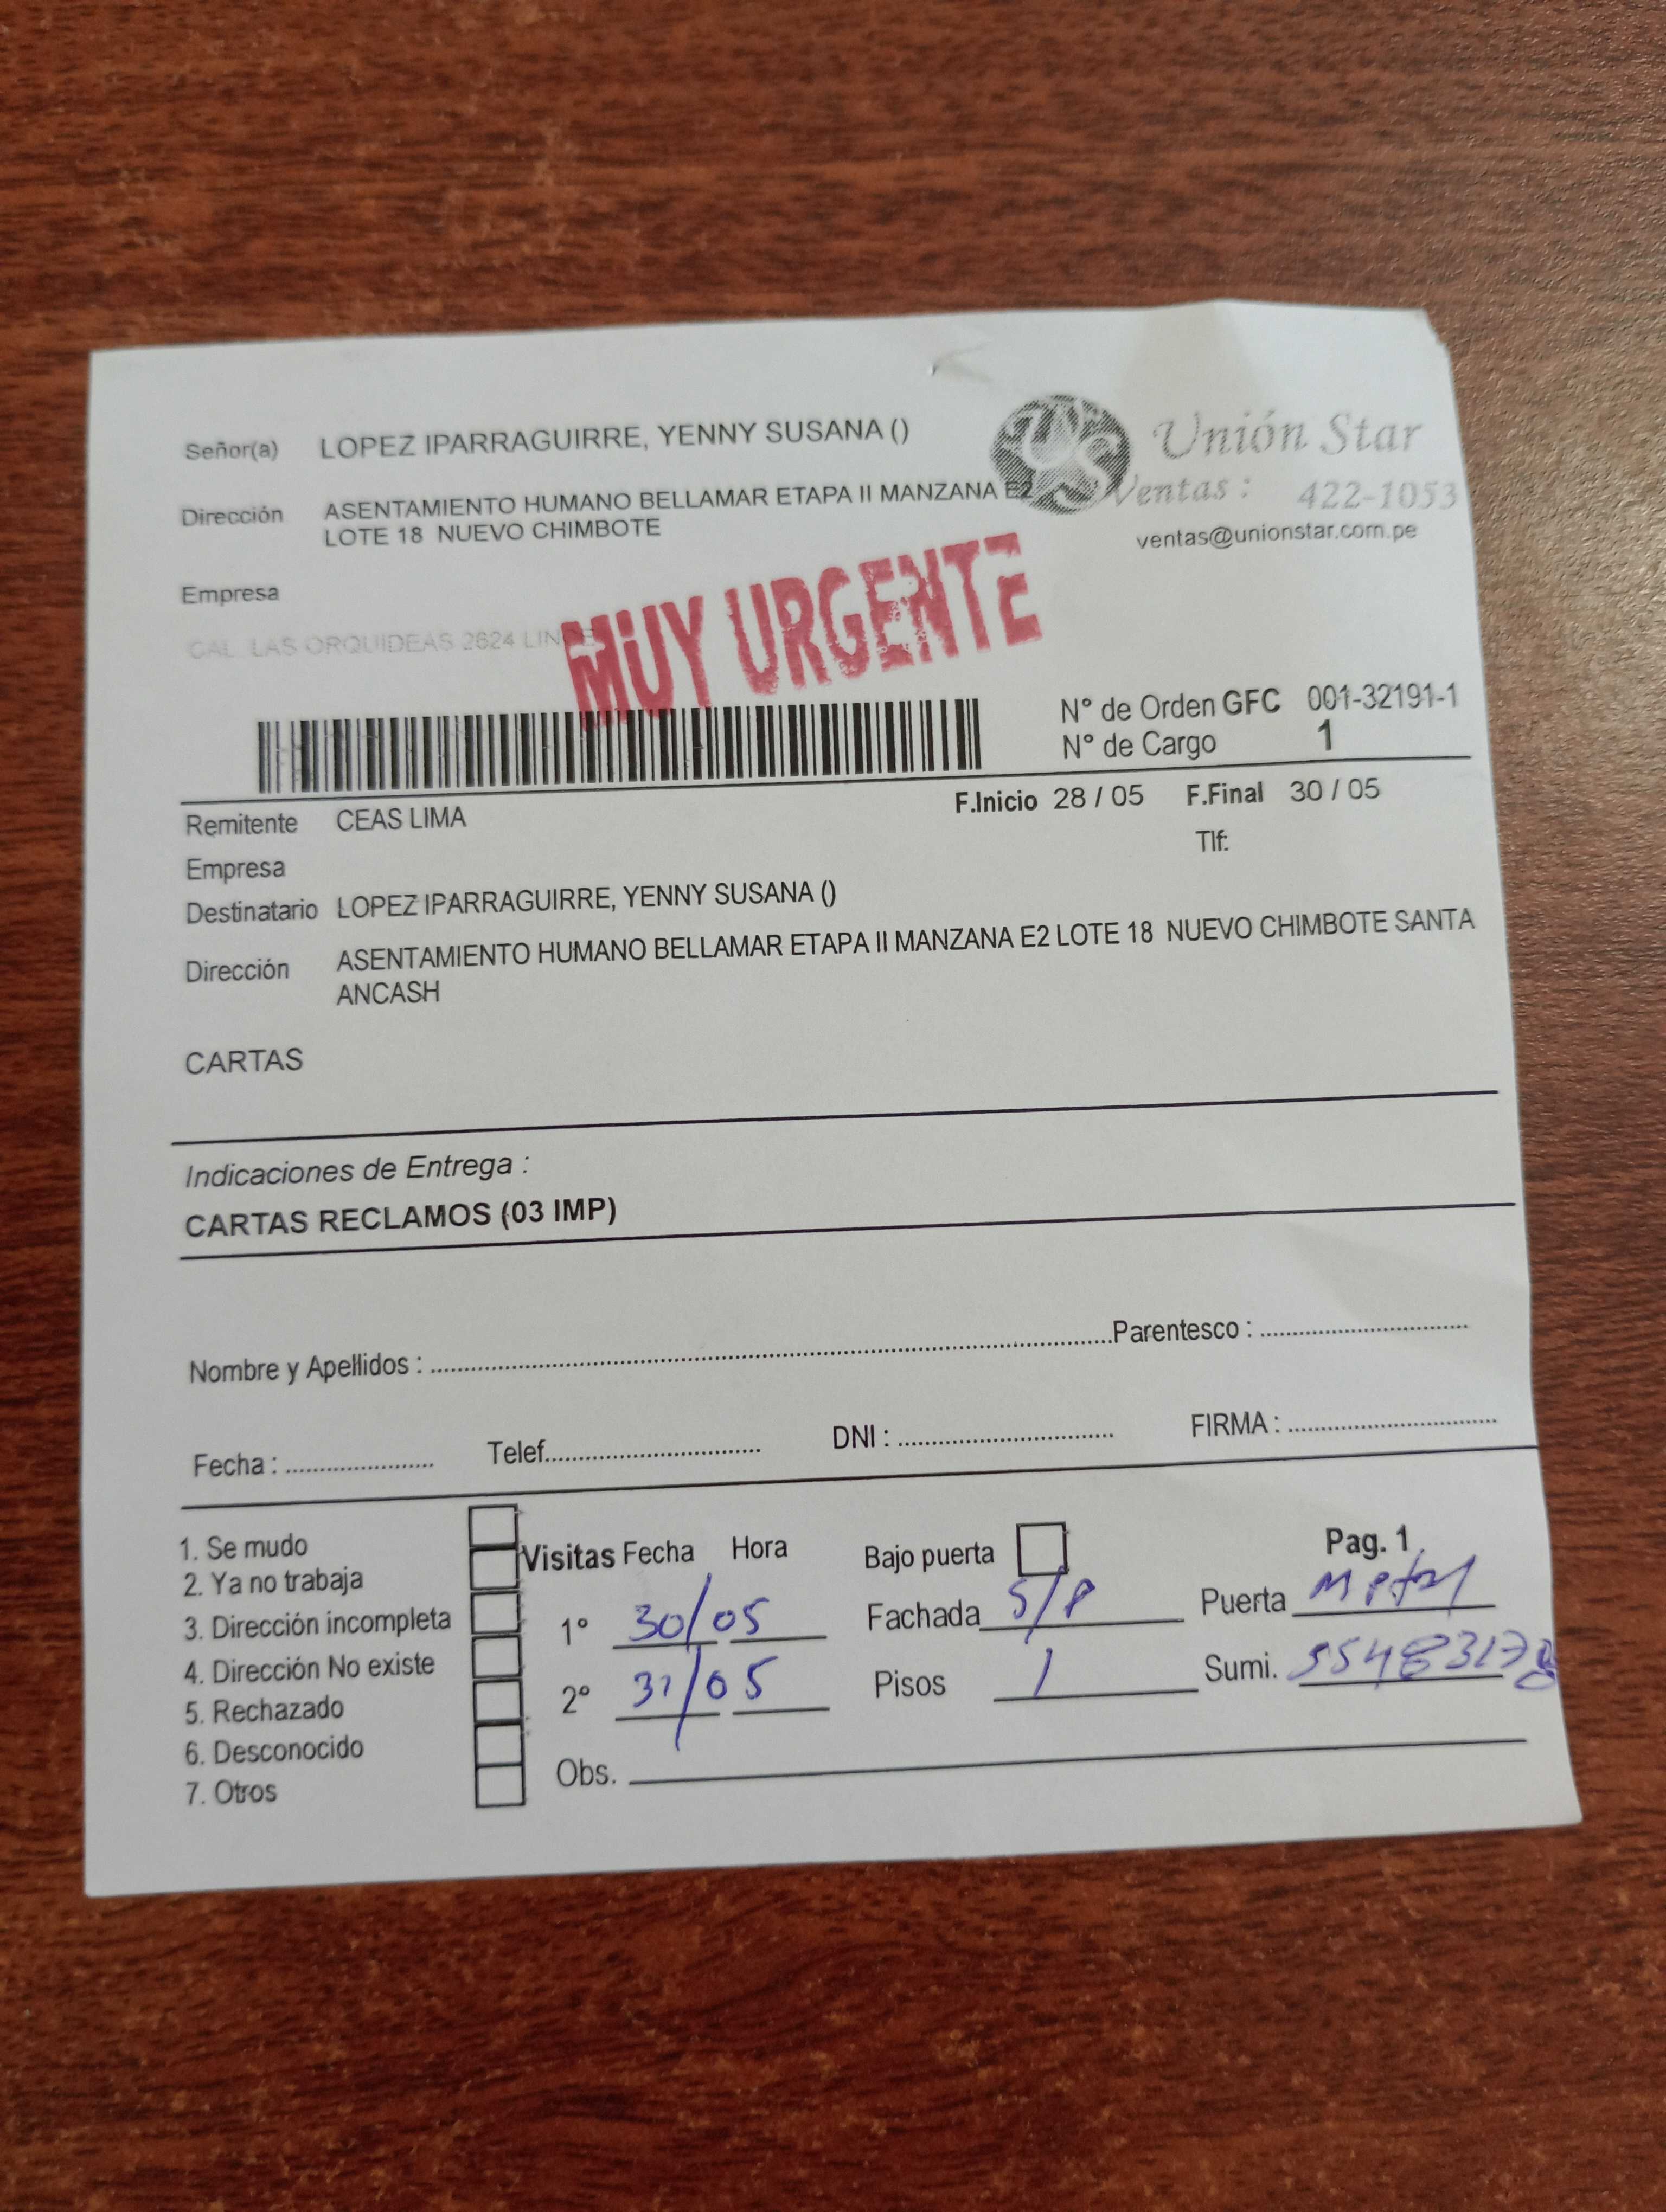 Señor(a) LOPEZ IPARRAGUIRRE, YENNY SUSANA ()
Unión Star
Dirección ASENTAMIENTO HUMANO BELLAMAR ETAPA II MANZANA E2
LOTE 18 NUEVO CHIMBOTE
Ventas : 422-1053
ventas@unionstar.com.pe
Empresa
CAL. LAS ORQUIDEAS 2624 LINCE
MUY URGENTE
N° de Orden GFC 001-32191-1
N° de Cargo 1
Remitente CEAS LIMA
F.Inicio 28 / 05 F.Final 30 / 05
Tlf:
Empresa
Destinatario LOPEZ IPARRAGUIRRE, YENNY SUSANA ()
Dirección ASENTAMIENTO HUMANO BELLAMAR ETAPA II MANZANA E2 LOTE 18 NUEVO CHIMBOTE SANTA
ANCASH
CARTAS
Indicaciones de Entrega :
CARTAS RECLAMOS (03 IMP)
Nombre y Apellidos : Parentesco :
Fecha : Telef. DNI : FIRMA :
1. Se mudo
2. Ya no trabaja
3. Dirección incompleta
4. Dirección No existe
5. Rechazado
6. Desconocido
7. Otros
Visitas Fecha Hora
1° 30/05
2° 31/05
Obs.
Bajo puerta
Fachada S/P
Pisos 1
Pag. 1
Puerta Metal
Sumi.